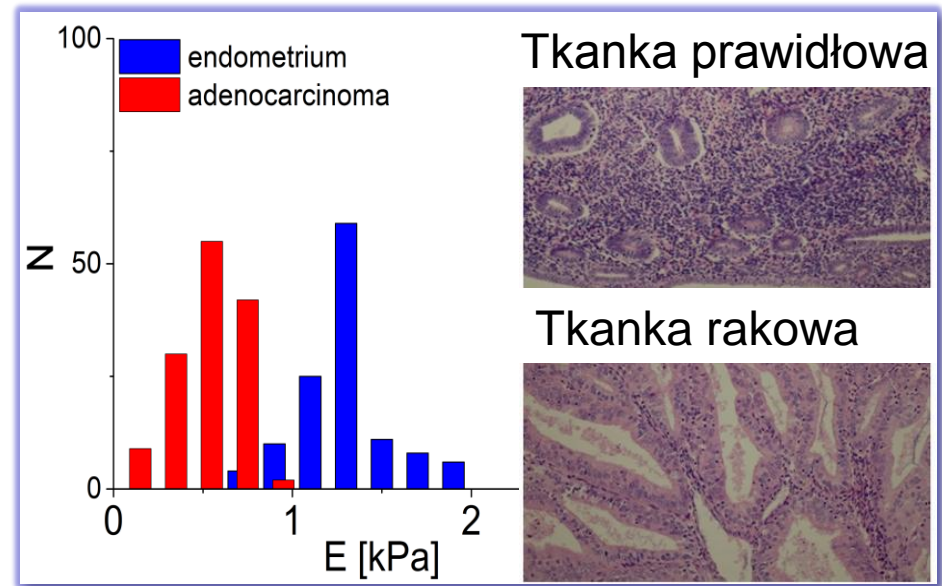 100
endometrium
adenocarcinoma
N
50
0
0
1
2
E [kPa]
Tkanka prawidłowa
Tkanka rakowa